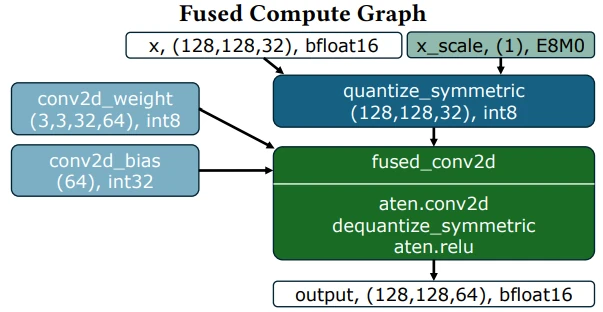 Fused Compute Graph
x, (128,128,32), bfloat16
x_scale, (1), E8M0
conv2d_weight
(3,3,32,64), int8
quantize_symmetric
(128,128,32), int8
conv2d_bias
(64), int32
fused_conv2d
aten.conv2d
dequantize_symmetric
aten.relu
output, (128,128,64), bfloat16